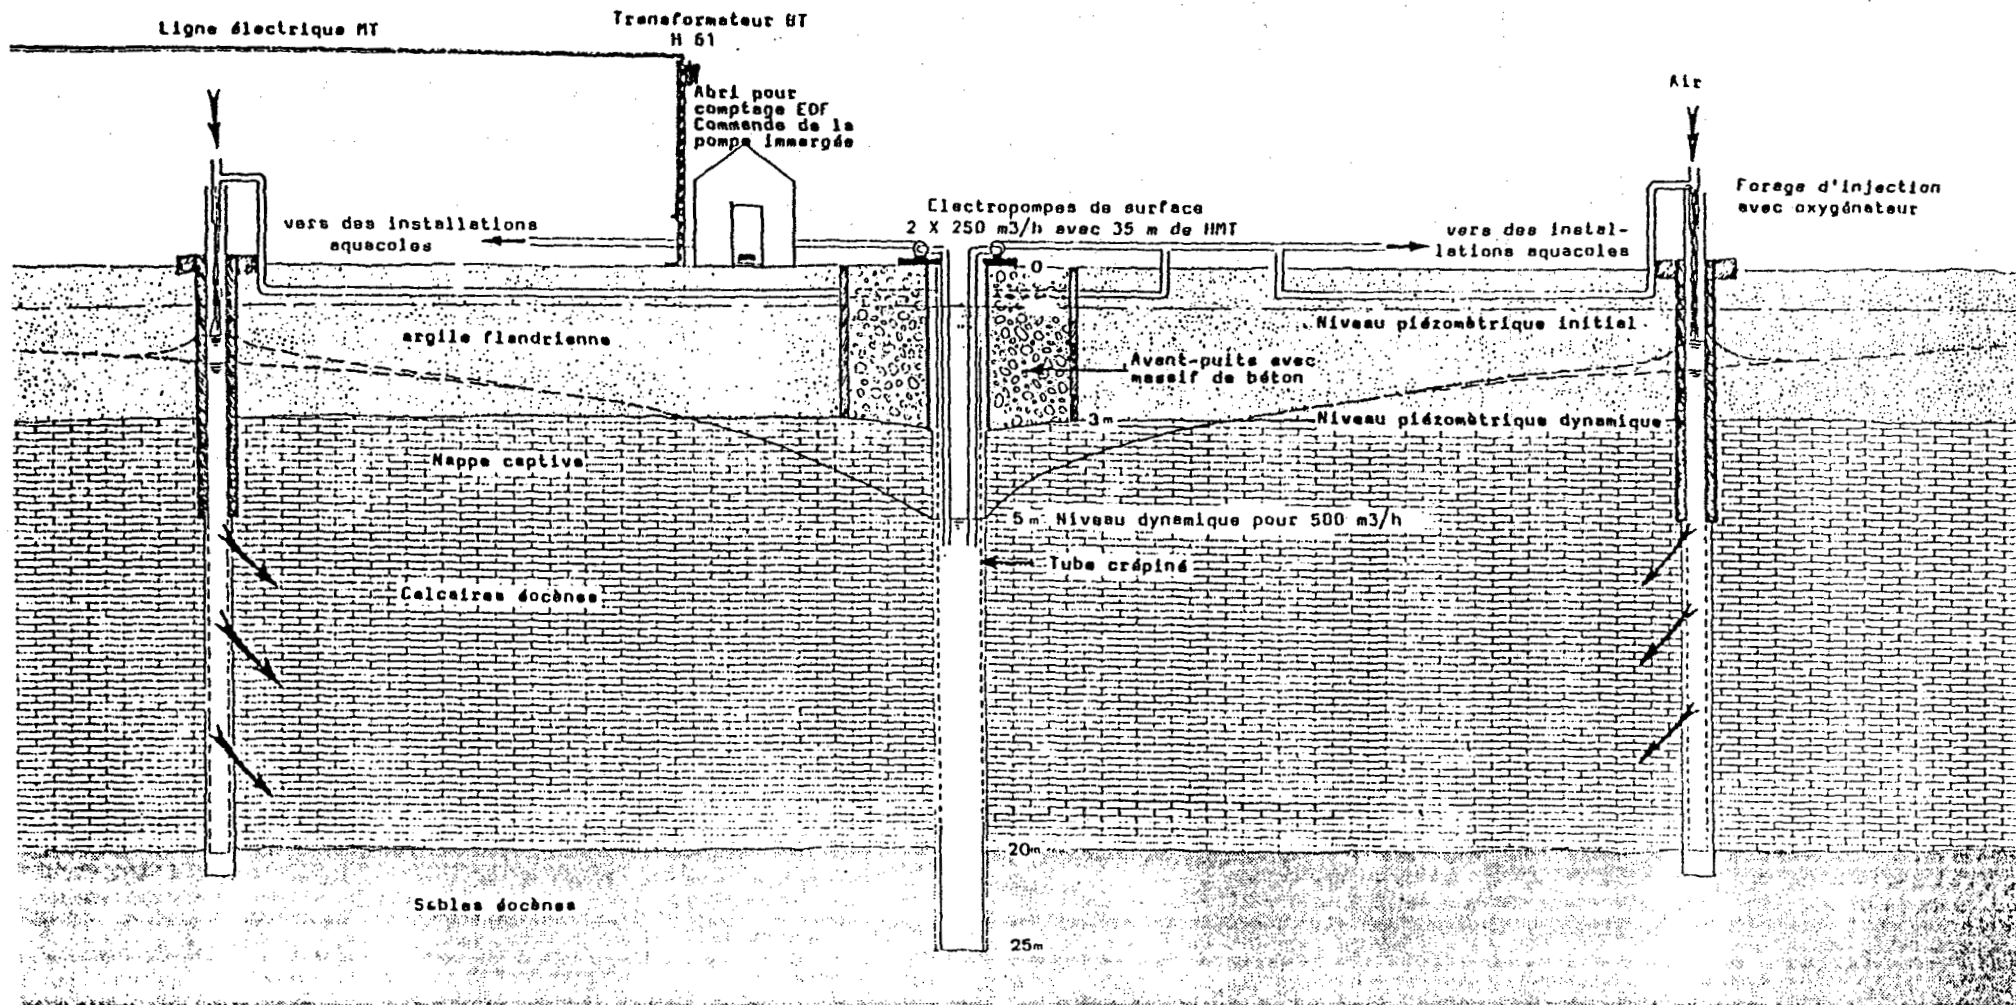 Ligne électrique MT
Transformateur BT
H 61
Abri pour
comptage EDF
Commande de la
pompe immergée
Air
Forage d'injection
avec oxygénateur
Electropompes de surface
2 X 250 m3/h avec 35 m de HMT
vers des installations
aquacoles
vers des instal-
lations aquacoles
0
Niveau piézométrique initial
argile flandrienne
Avant-puits avec
massif de béton
3m
Niveau piézométrique dynamique
Nappe captive
5m Niveau dynamique pour 500 m3/h
Tube crépiné
Calcaires éocènes
20m
Sables éocènes
25m